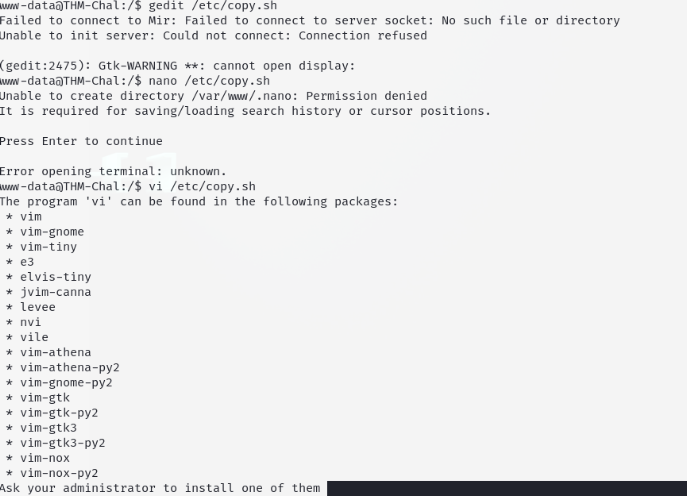 www-data@THM-Chal:/$ gedit /etc/copy.sh
Failed to connect to Mir: Failed to connect to server socket: No such file or directory
Unable to init server: Could not connect: Connection refused
(gedit:2475): Gtk-WARNING **: cannot open display:
www-data@THM-Chal:/$ nano /etc/copy.sh
Unable to create directory /var/www/.nano: Permission denied
It is required for saving/loading search history or cursor positions.
Press Enter to continue
Error opening terminal: unknown.
www-data@THM-Chal:/$ vi /etc/copy.sh
The program 'vi' can be found in the following packages:
* vim
* vim-gnome
* vim-tiny
* e3
* elvis-tiny
* jvim-canna
* levee
* nvi
* vile
* vim-athena
* vim-athena-py2
* vim-gnome-py2
* vim-gtk
* vim-gtk-py2
* vim-gtk3
* vim-gtk3-py2
* vim-nox
* vim-nox-py2
Ask your administrator to install one of them